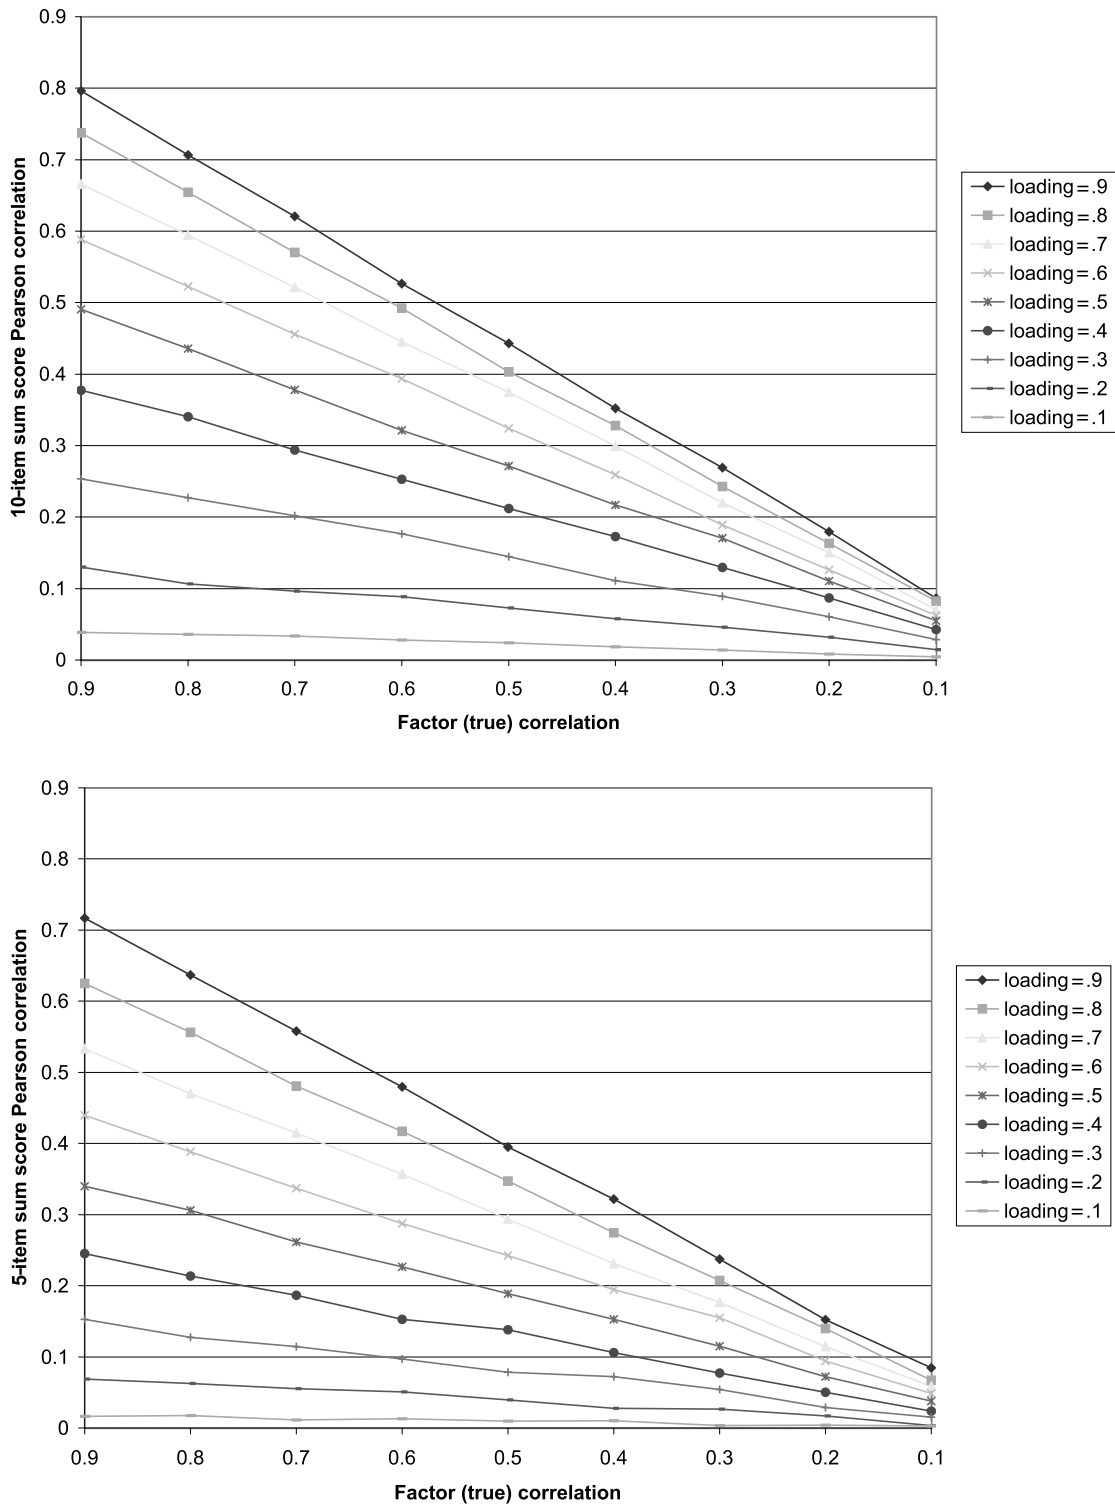 0.9
0.8
0.7
0.6
0.5
0.4
0.3
0.2
0.1
0
10-item sum score Pearson correlation
0.9 0.8 0.7 0.6 0.5 0.4 0.3 0.2 0.1
Factor (true) correlation
loading=.9
loading=.8
loading=.7
loading=.6
loading=.5
loading=.4
loading=.3
loading=.2
loading=.1
0.9
0.8
0.7
0.6
0.5
0.4
0.3
0.2
0.1
0
5-item sum score Pearson correlation
0.9 0.8 0.7 0.6 0.5 0.4 0.3 0.2 0.1
Factor (true) correlation
loading=.9
loading=.8
loading=.7
loading=.6
loading=.5
loading=.4
loading=.3
loading=.2
loading=.1